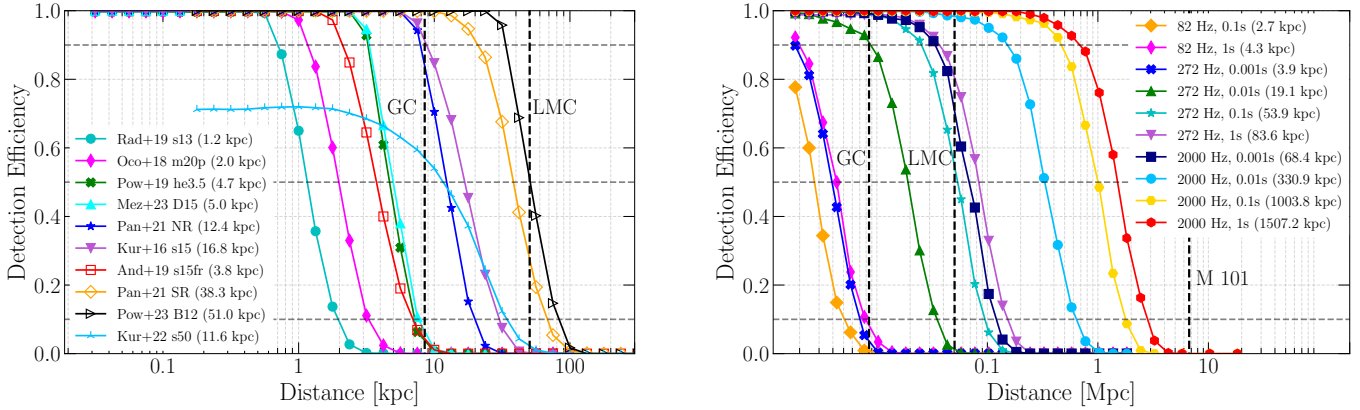 Detection Efficiency
1.0
0.8
0.6
0.4
0.2
0.0
GC
LMC
Rad+19 s13 (1.2 kpc)
Oco+18 m20p (2.0 kpc)
Pow+19 he3.5 (4.7 kpc)
Mez+23 D15 (5.0 kpc)
Pan+21 NR (12.4 kpc)
Kur+16 s15 (16.8 kpc)
And+19 s15fr (3.8 kpc)
Pan+21 SR (38.3 kpc)
Pow+23 B12 (51.0 kpc)
Kur+22 s50 (11.6 kpc)
0.1
1
10
100
Distance [kpc]
Detection Efficiency
1.0
0.8
0.6
0.4
0.2
0.0
82 Hz, 0.1s (2.7 kpc)
82 Hz, 1s (4.3 kpc)
272 Hz, 0.001s (3.9 kpc)
272 Hz, 0.01s (19.1 kpc)
272 Hz, 0.1s (53.9 kpc)
272 Hz, 1s (83.6 kpc)
2000 Hz, 0.001s (68.4 kpc)
2000 Hz, 0.01s (330.9 kpc)
2000 Hz, 0.1s (1003.8 kpc)
2000 Hz, 1s (1507.2 kpc)
GC
LMC
M 101
0.1
1
10
Distance [Mpc]